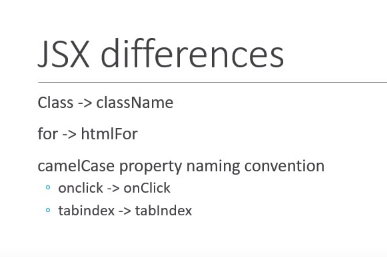 JSX differences
Class -> className
for -> htmlFor
camelCase property naming convention
onclick -> onClick
tabindex -> tabIndex